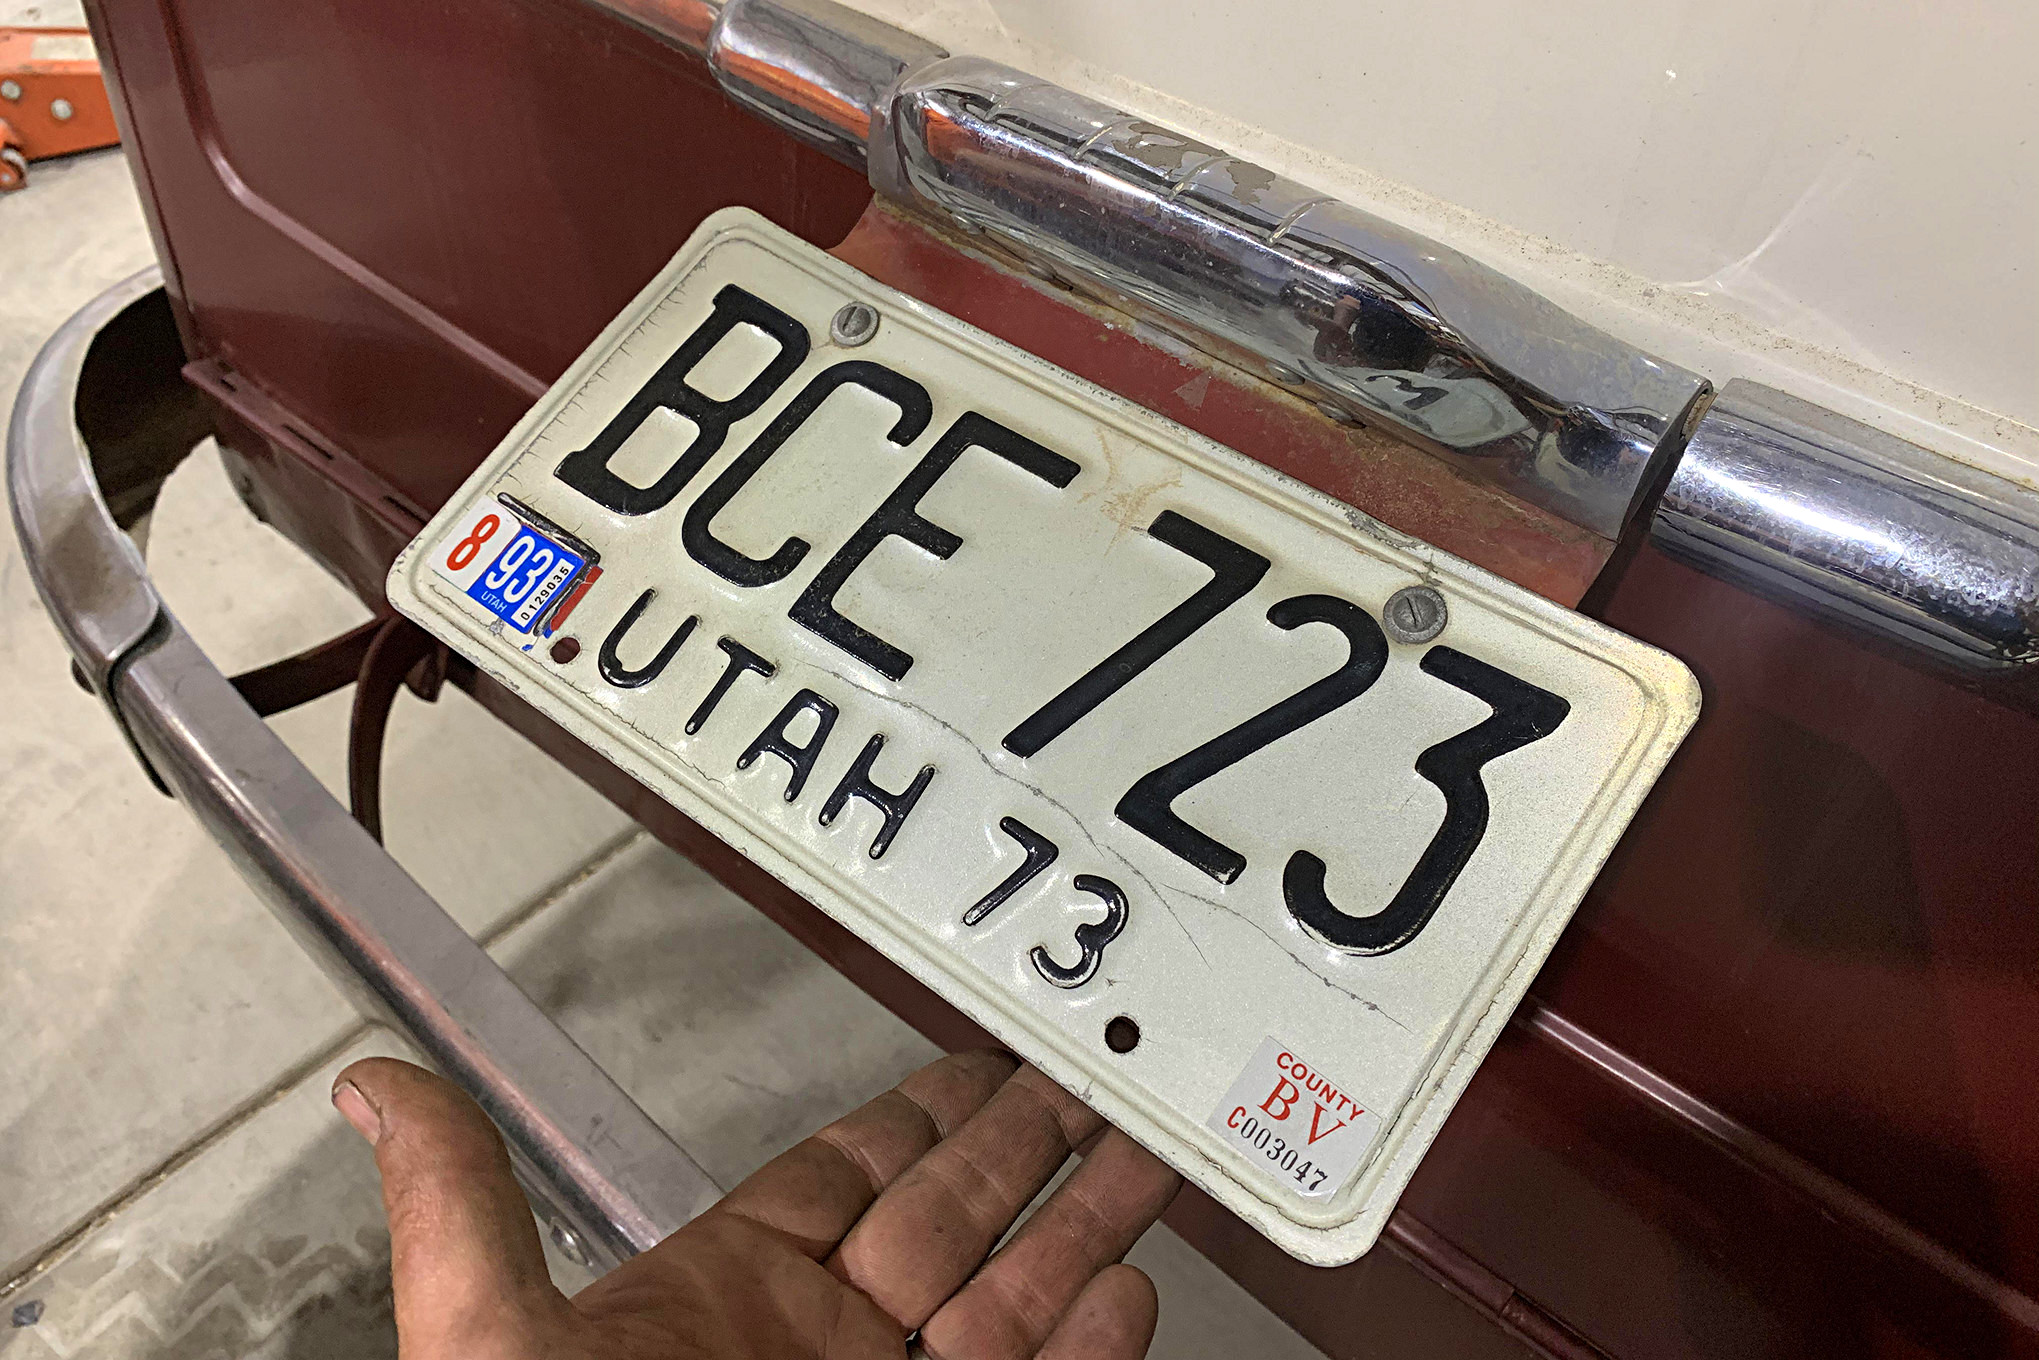 BCE 723
8 93
UTAH
0129035
UTAH 73
COUNTY
BV
C003047